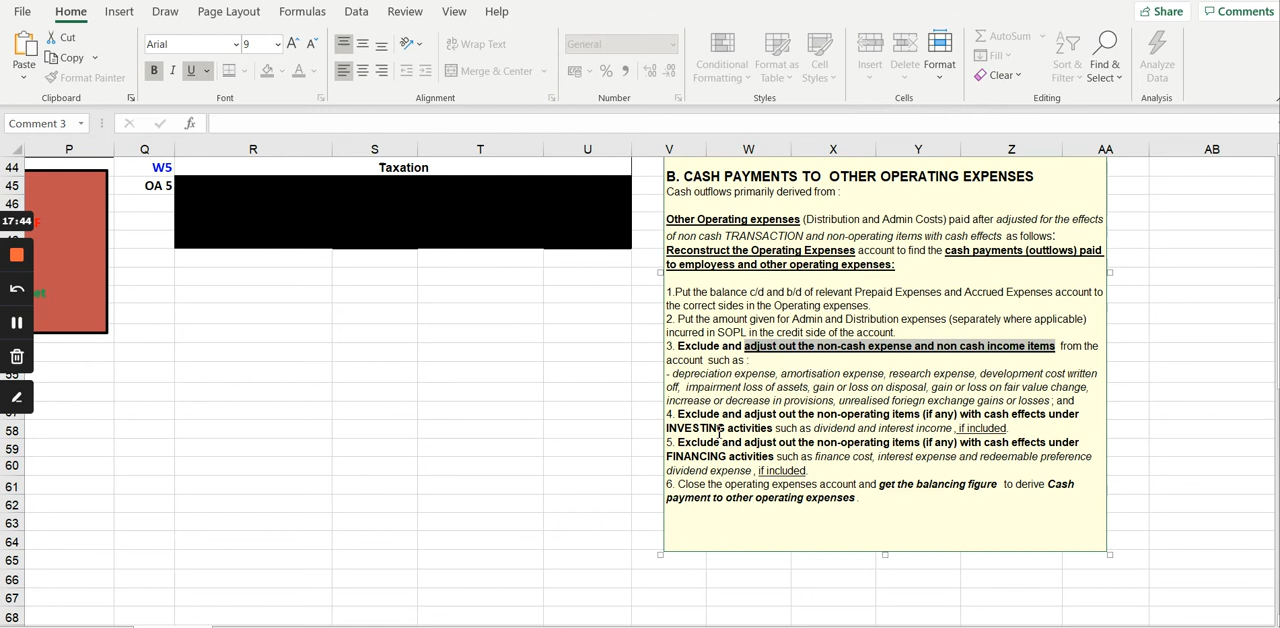 File Home Insert Draw Page Layout Formulas Data Review View Help Share Comments
Cut
Copy
Format Painter
Paste
Arial 9
B I U
Wrap Text
Merge & Center
General
Conditional Formatting
Format as Table
Cell Styles
Insert Delete Format
AutoSum
Fill
Clear
Sort & Filter
Find & Select
Analyze Data
Clipboard Font Alignment Number Styles Cells Editing Analysis
Comment 3 fx
P Q R S T U V W X Y Z AA AB
44 W5 Taxation
45 OA 5
46
17:44
58
59
60
61
62
63
64
65
66
67
68
B. CASH PAYMENTS TO OTHER OPERATING EXPENSES
Cash outflows primarily derived from :
Other Operating expenses (Distribution and Admin Costs) paid after adjusted for the effects
of non cash TRANSACTION and non-operating items with cash effects as follows:
Reconstruct the Operating Expenses account to find the cash payments (outlows) paid
to employess and other operating expenses:
1.Put the balance c/d and b/d of relevant Prepaid Expenses and Accrued Expenses account to
the correct sides in the Operating expenses.
2. Put the amount given for Admin and Distribution expenses (separately where applicable)
incurred in SOPL in the credit side of the account.
3. Exclude and adjust out the non-cash expense and non cash income items from the
account such as :
- depreciation expense, amortisation expense, research expense, development cost written
off, impairment loss of assets, gain or loss on disposal, gain or loss on fair value change,
incrrease or decrease in provisions, unrealised foriegn exchange gains or losses ; and
4. Exclude and adjust out the non-operating items (if any) with cash effects under
INVESTING activities such as dividend and interest income , if included.
5. Exclude and adjust out the non-operating items (if any) with cash effects under
FINANCING activities such as finance cost, interest expense and redeemable preference
dividend expense , if included.
6. Close the operating expenses account and get the balancing figure to derive Cash
payment to other operating expenses .